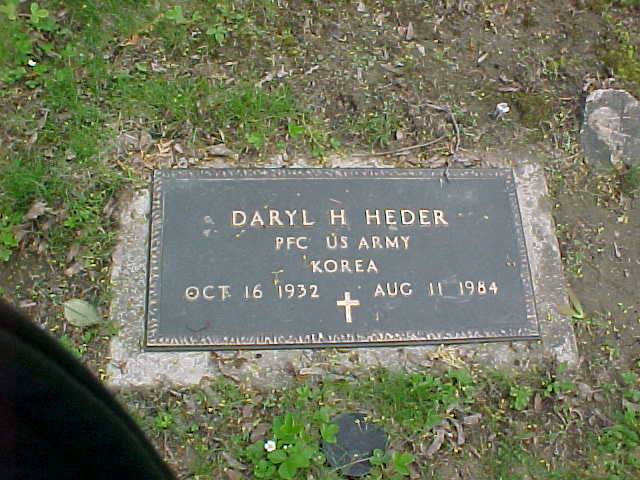 DARYL H HEDER
PFC US ARMY
KOREA
OCT 16 1932 AUG 11 1984